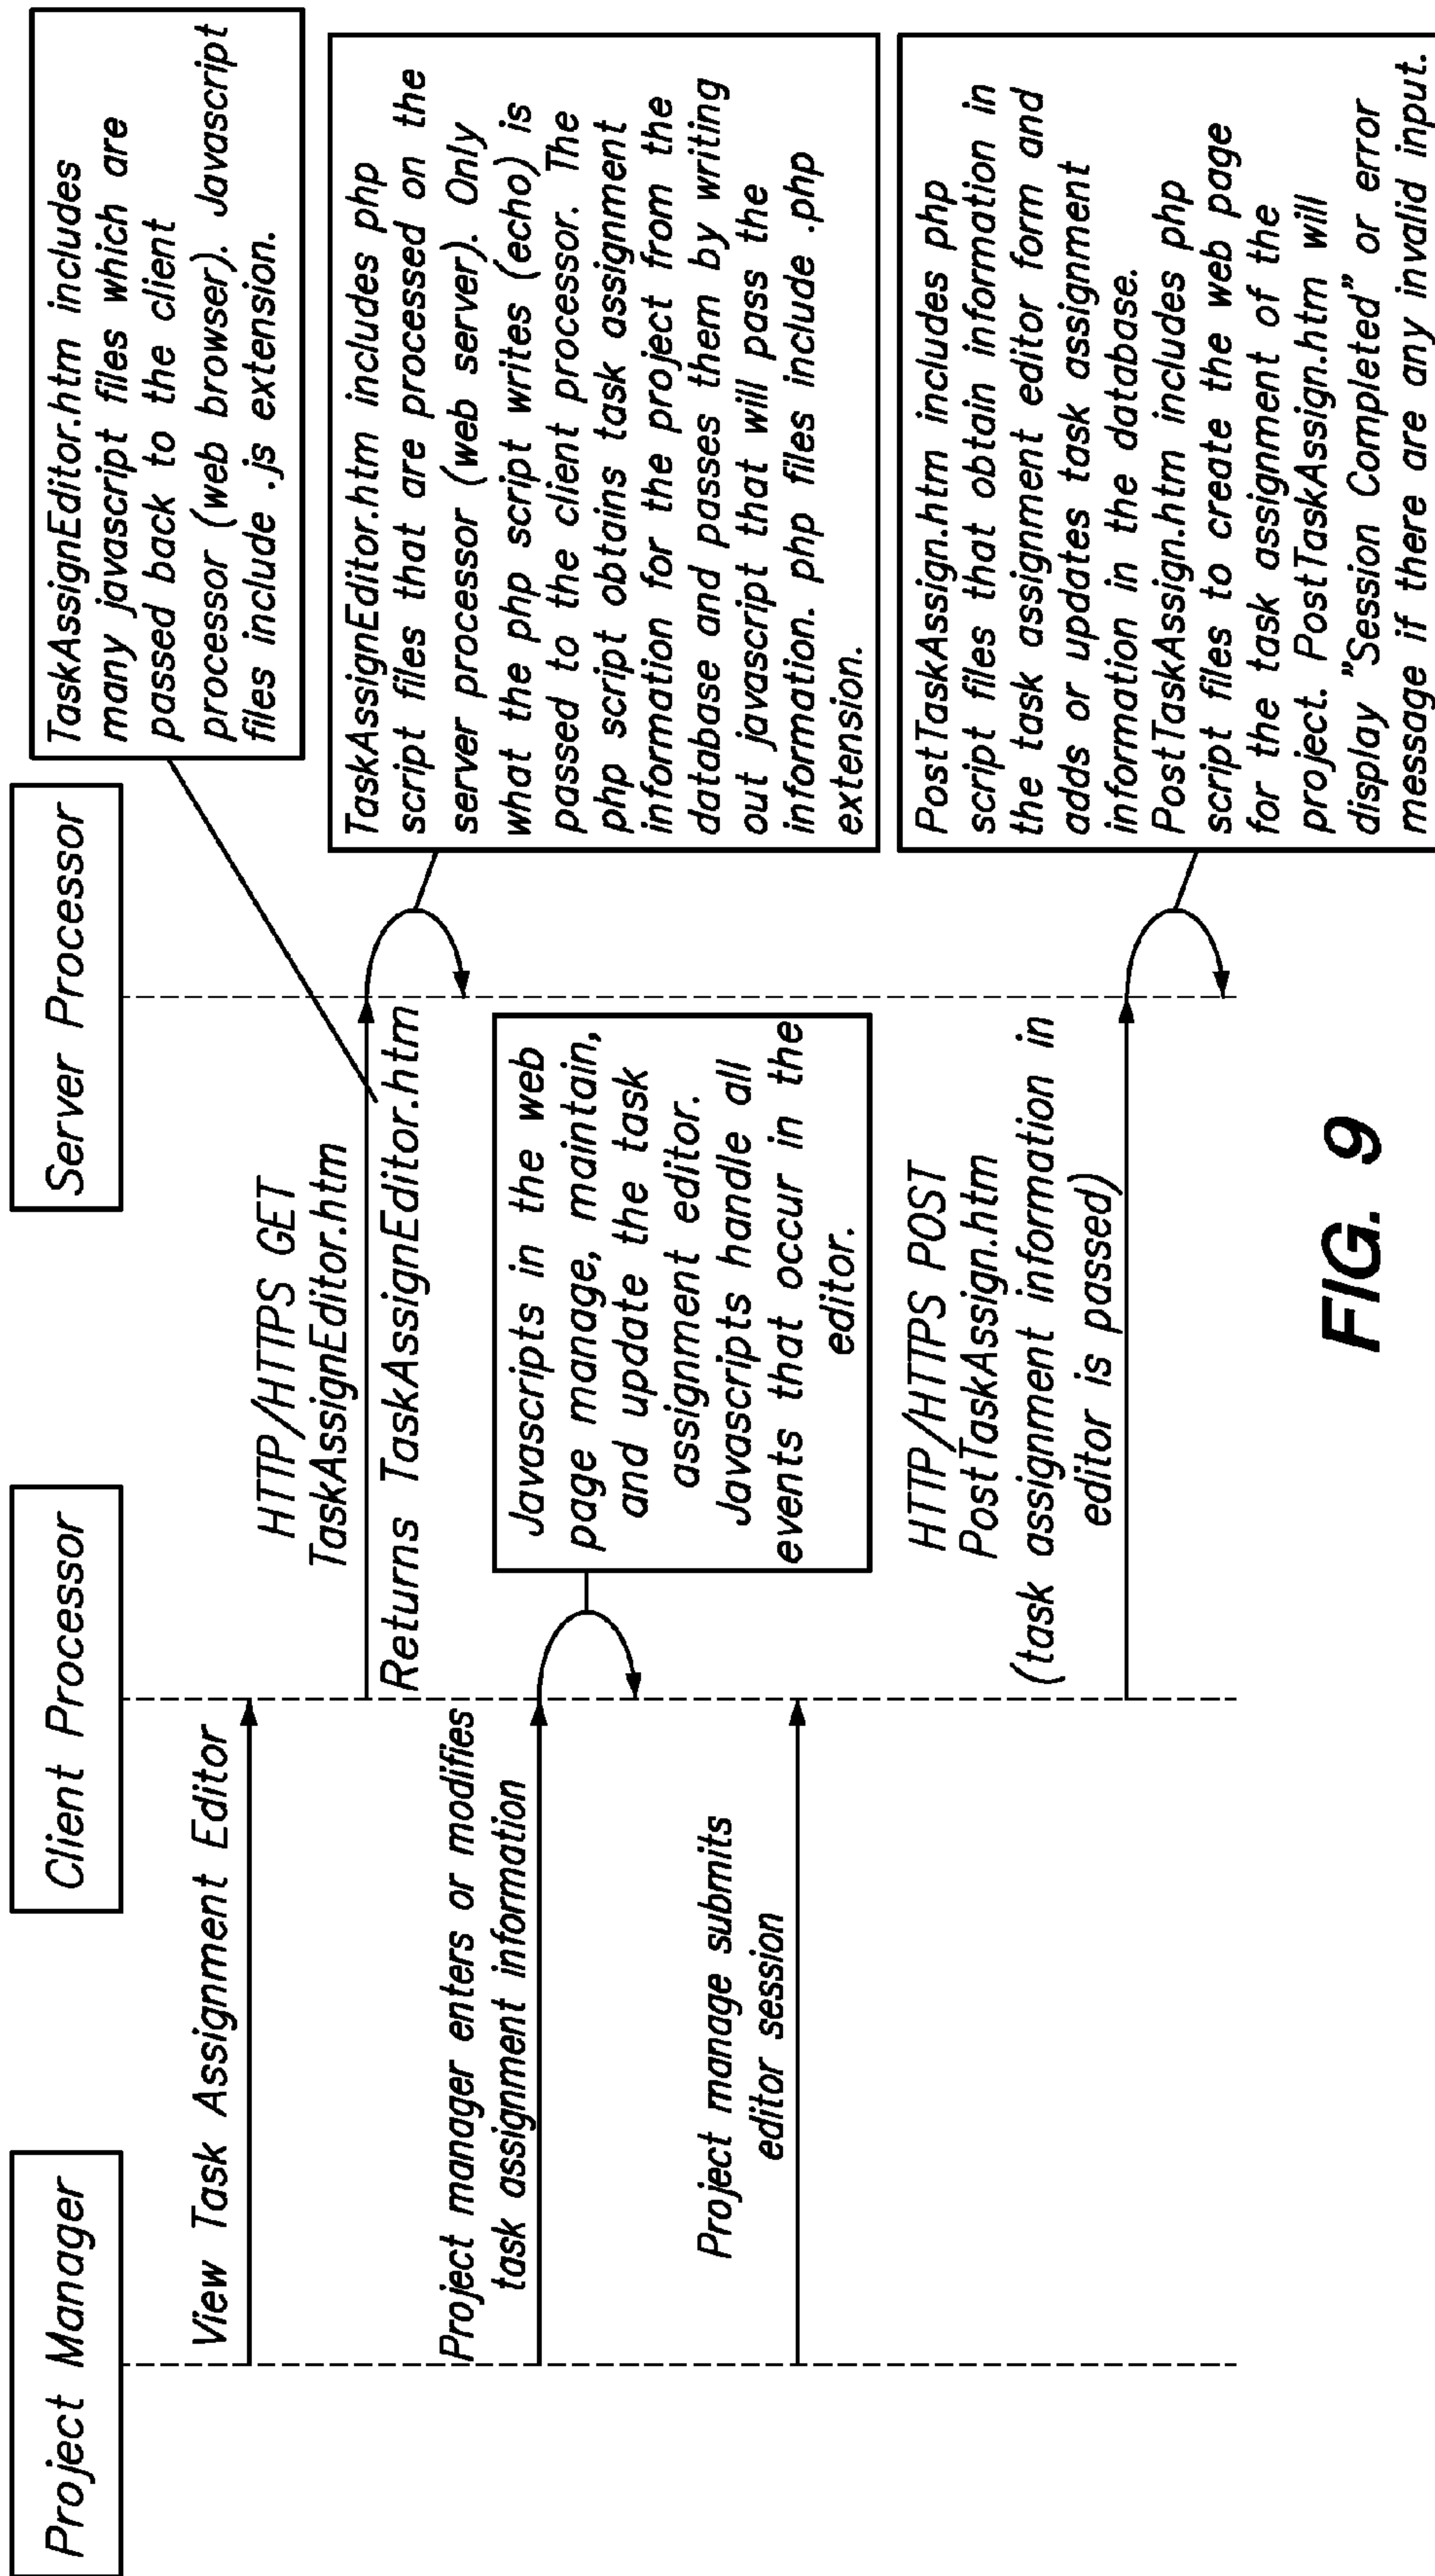 Project Manager
Client Processor
Server Processor
View Task Assignment Editor
HTTP/HTTPS GET
TaskAssignEditor.htm
Returns TaskAssignEditor.htm
TaskAssignEditor.htm includes
many javascript files which are
passed back to the client
processor (web browser). Javascript
files include .js extension.
TaskAssignEditor.htm includes php
script files that are processed on the
server processor (web server). Only
what the php script writes (echo) is
passed to the client processor. The
php script obtains task assignment
information for the project from the
database and passes them by writing
out javascript that will pass the
information. php files include .php
extension.
Project manager enters or modifies
task assignment information
Javascripts in the web
page manage, maintain,
and update the task
assignment editor.
Javascripts handle all
events that occur in the
editor.
Project manage submits
editor session
HTTP/HTTPS POST
PostTaskAssign.htm
(task assignment information in
editor is passed)
PostTaskAssign.htm includes php
script files that obtain information in
the task assignment editor form and
adds or updates task assignment
information in the database.
PostTaskAssign.htm includes php
script files to create the web page
for the task assignment of the
project. PostTaskAssign.htm will
display "Session Completed" or error
message if there are any invalid input.
FIG. 9